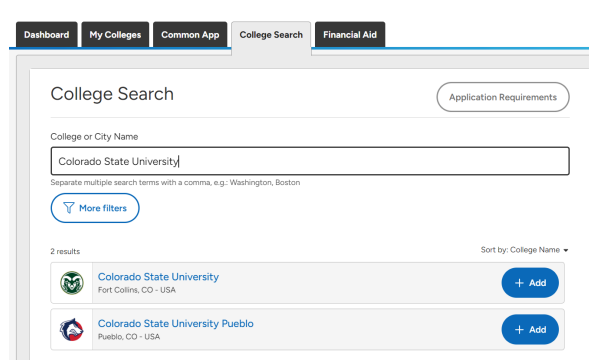 Dashboard My Colleges Common App College Search Financial Aid
College Search
Application Requirements
College or City Name
Colorado State University
Separate multiple search terms with a comma, e.g.: Washington, Boston
More filters
2 results Sort by: College Name
Colorado State University
Fort Collins, CO - USA
+ Add
Colorado State University Pueblo
Pueblo, CO - USA
+ Add